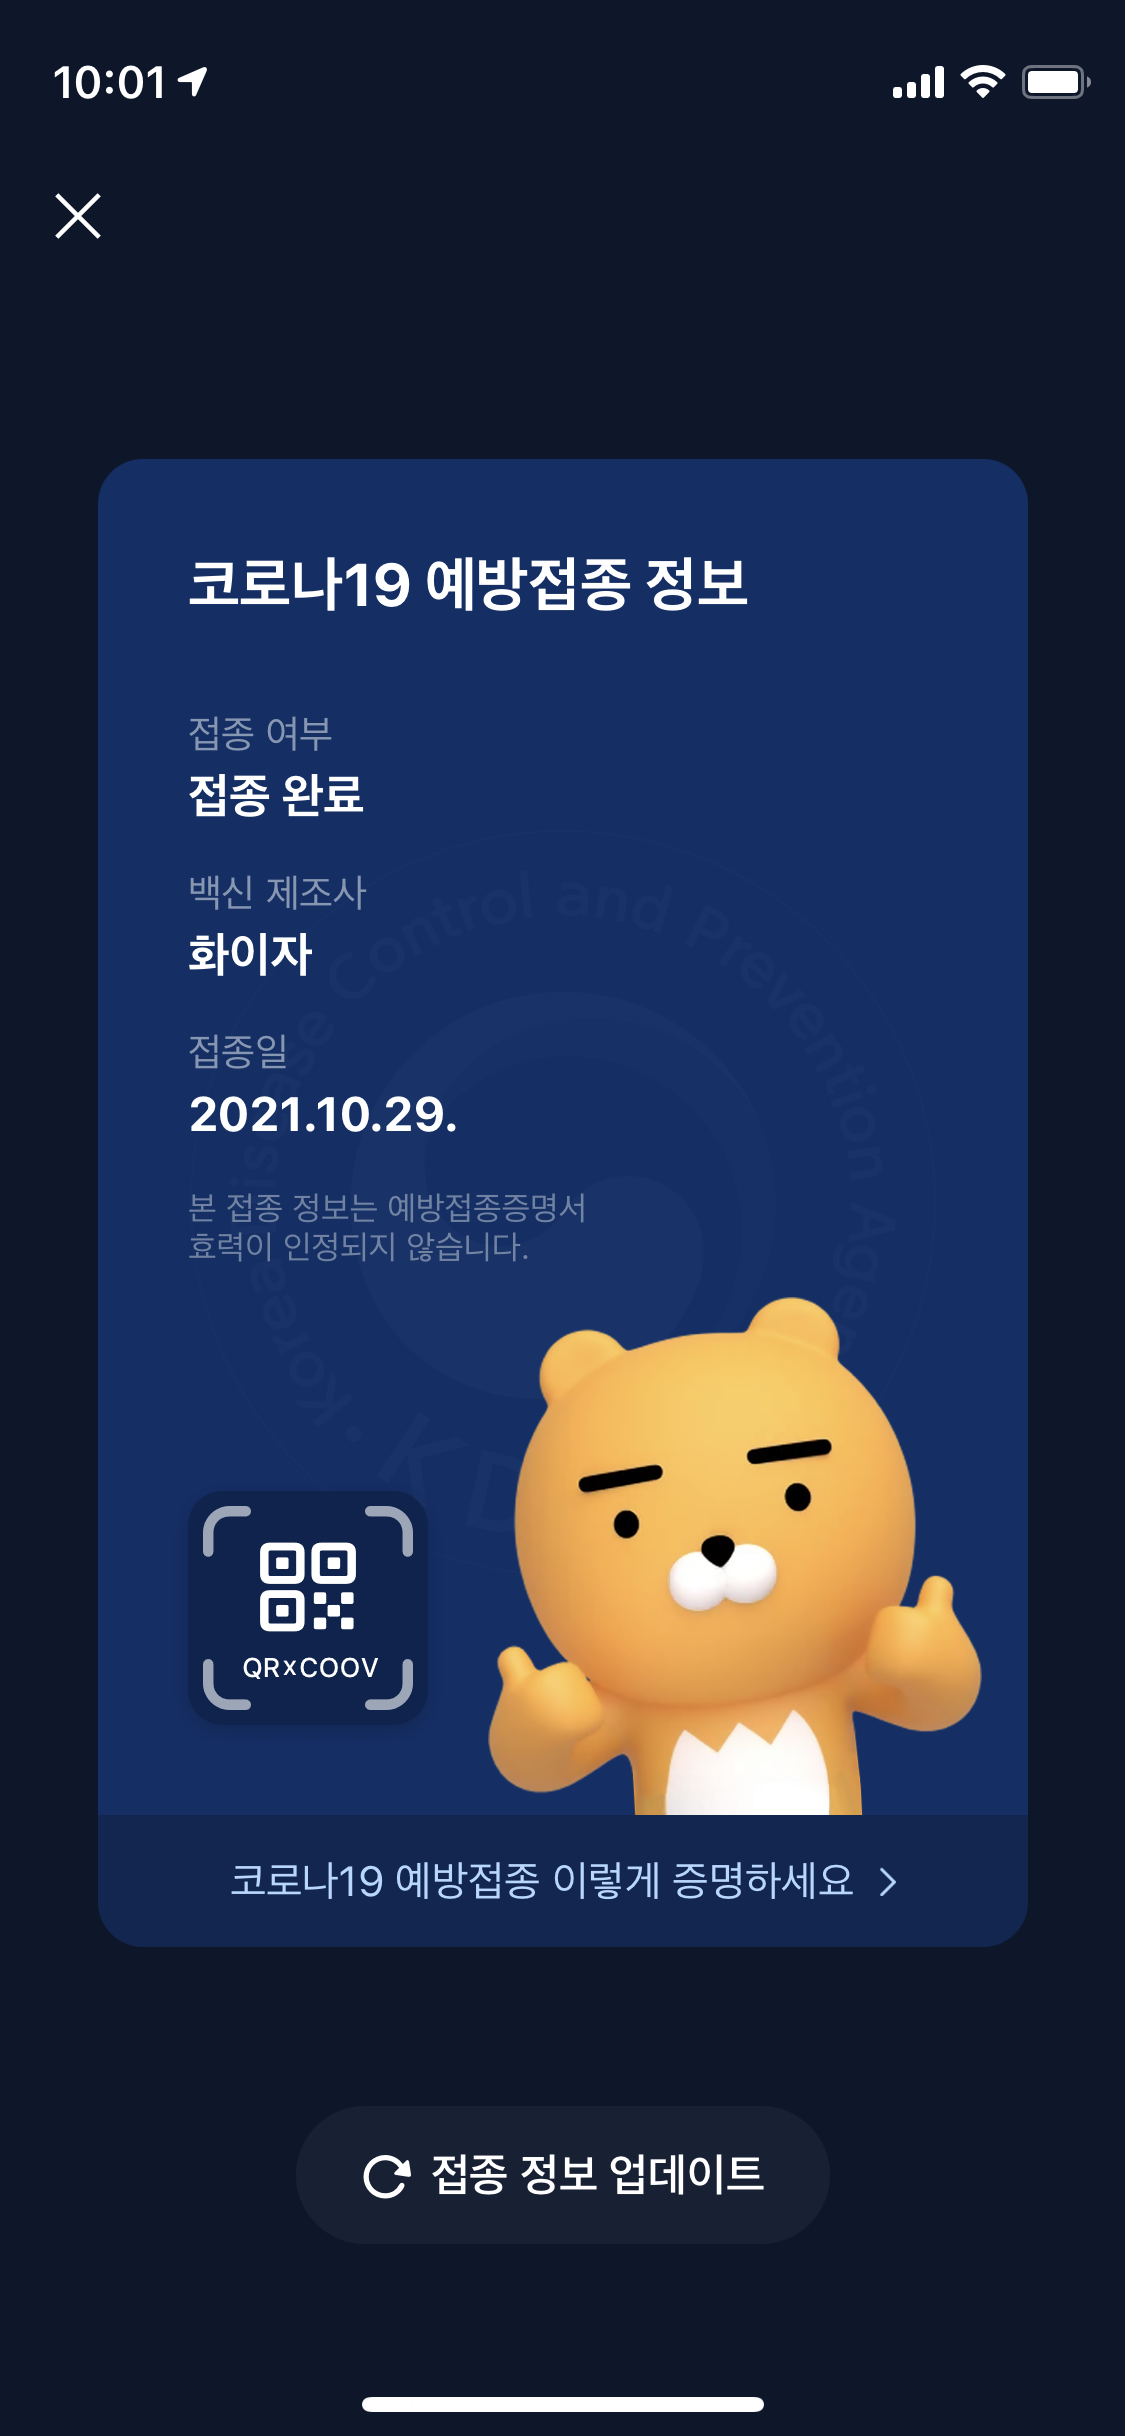 10:01
코로나19 예방접종 정보
접종 여부
접종 완료
백신 제조사
화이자
접종일
2021.10.29.
본 접종 정보는 예방접종증명서
효력이 인정되지 않습니다.
Korea Disease Control and Prevention Agen
KD
QRxCOOV
코로나19 예방접종 이렇게 증명하세요
접종 정보 업데이트